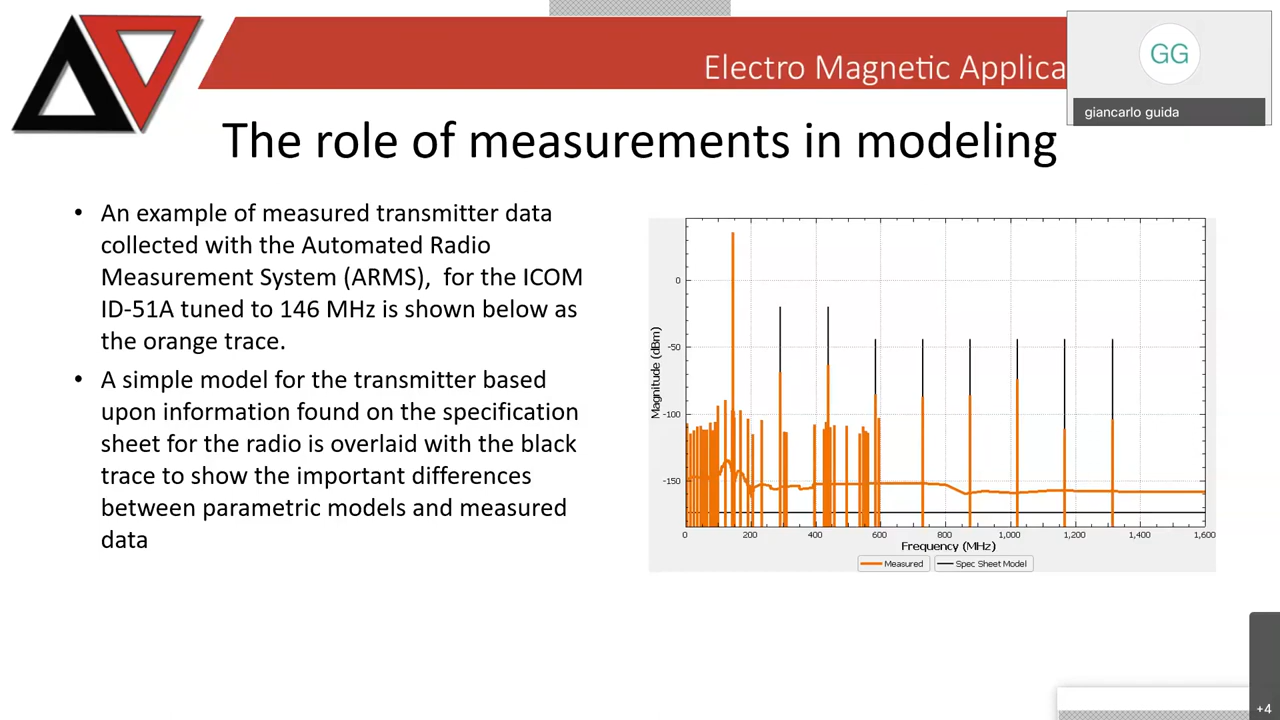 Electro Magnetic Applica
GG
giancarlo guida
The role of measurements in modeling
• An example of measured transmitter data
collected with the Automated Radio
Measurement System (ARMS), for the ICOM
ID-51A tuned to 146 MHz is shown below as
the orange trace.
• A simple model for the transmitter based
upon information found on the specification
sheet for the radio is overlaid with the black
trace to show the important differences
between parametric models and measured
data
Magnitude (dBm)
0
-50
-100
-150
0 200 400 600 800 1,000 1,200 1,400 1,600
Frequency (MHz)
Measured Spec Sheet Model
+4